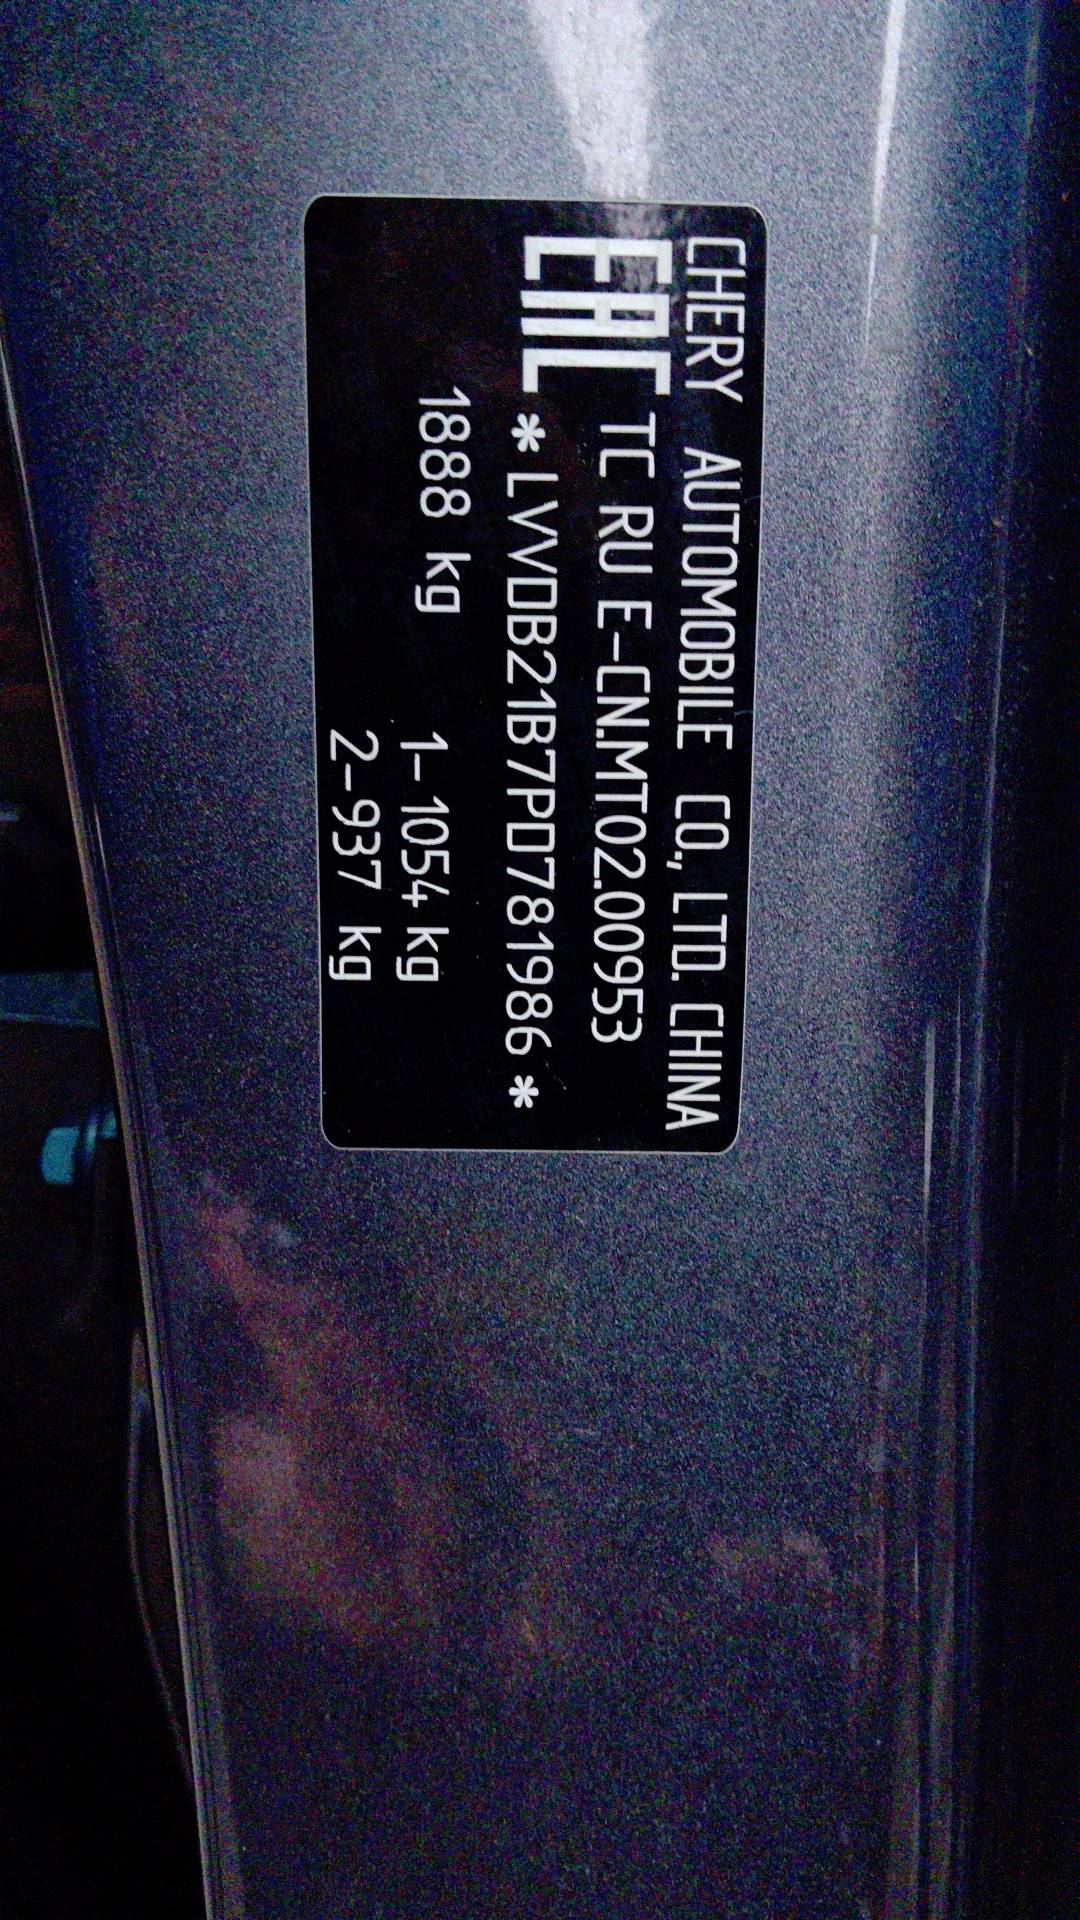 CHERY AUTOMOBILE CO., LTD. CHINA
EAC TC RU E-CN.MT02.00953
*LVVDB21B7PD781986*
1888 kg
1-1054 kg
2-937 kg